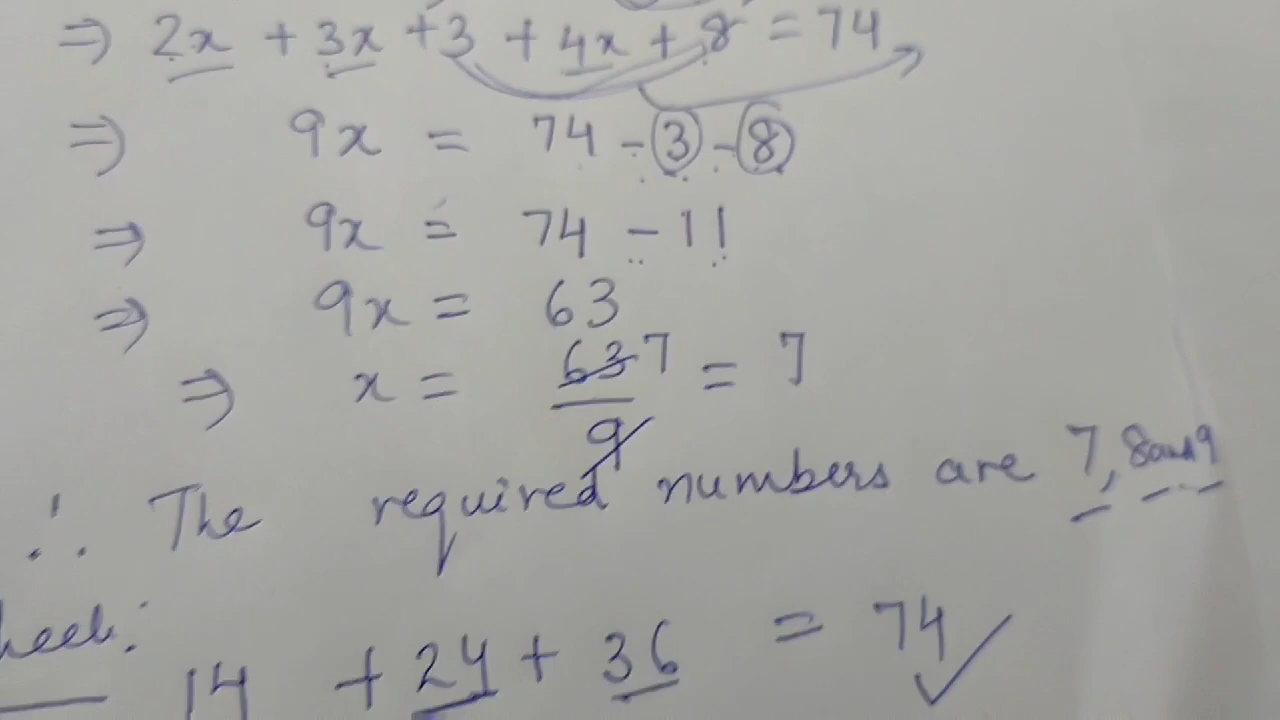 ⇒ 2x + 3x + 3 + 4x + 8 = 74
⇒ 9x = 74 - 3 - 8
⇒ 9x = 74 - 11
⇒ 9x = 63
⇒ x = 63/9 7 = 7
∴ The required numbers are 7, 8 and 9
heck:
14 + 24 + 36 = 74 ✓